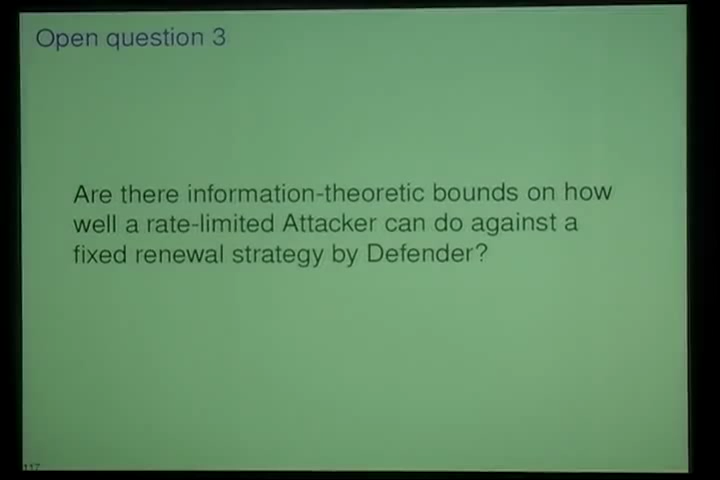 Open question 3
Are there information-theoretic bounds on how
well a rate-limited Attacker can do against a
fixed renewal strategy by Defender?
117